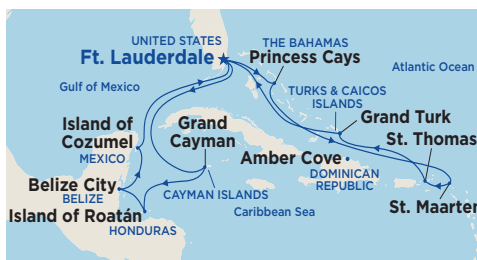 UNITED STATES
Ft. Lauderdale
THE BAHAMAS
Princess Cays
Atlantic Ocean
Gulf of Mexico
TURKS & CAICOS
ISLANDS
Grand Turk
Island of
Cozumel
MEXICO
Grand
Cayman
St. Thomas
Amber Cove
DOMINICAN
REPUBLIC
Belize City
BELIZE
CAYMAN ISLANDS
St. Maarten
Island of Roatán
Caribbean Sea
HONDURAS